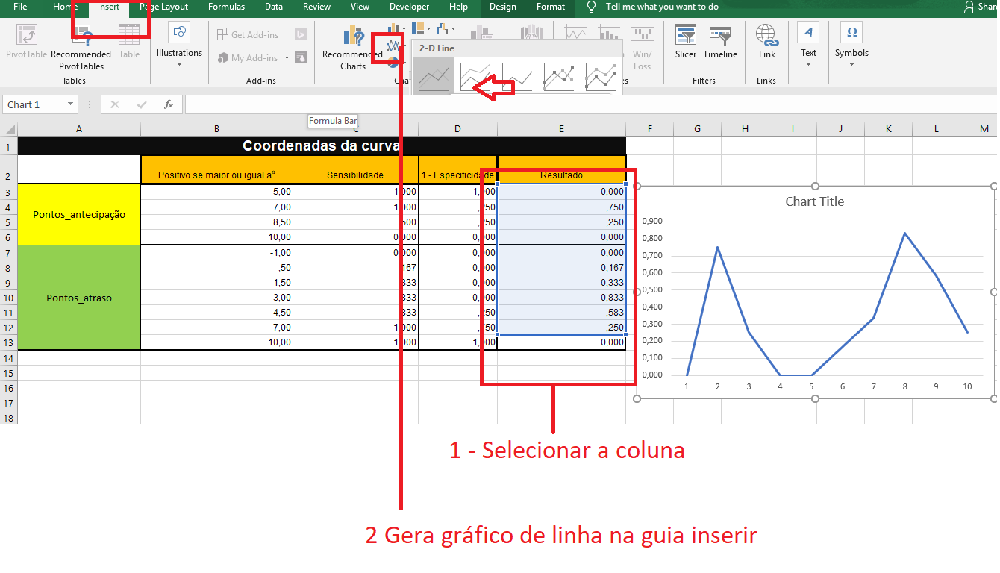 File Home Insert Page Layout Formulas Data Review View Developer Help Design Format Tell me what you want to do Share
PivotTable Recommended PivotTables Table
Tables
Illustrations
Get Add-ins
My Add-ins
Add-ins
Recommended Charts
2-D Line
Win/ Loss
Slicer Timeline
Filters
Link
Links
Text
Symbols
Chart 1
fx
Formula Bar
A B C D E F G H I J K L M
1 Coordenadas da curva
2 Positivo se maior ou igual aª Sensibilidade 1 - Especificidade Resultado
3 5,00 1,000 1,000 0,000
4 Pontos_antecipação 7,00 1,000 ,250 ,750
5 8,50 ,500 ,250 ,250
6 10,00 0,000 0,000 0,000
7 -1,00 0,000 0,000 0,000
8 ,50 ,167 0,000 0,167
9 1,50 ,333 0,000 0,333
10 Pontos_atraso 3,00 ,833 0,000 0,833
11 4,50 ,833 ,250 ,583
12 7,00 1,000 ,750 ,250
13 10,00 1,000 1,000 0,000
14
15
16
17
18
Chart Title
0,900
0,800
0,700
0,600
0,500
0,400
0,300
0,200
0,100
0,000
1 2 3 4 5 6 7 8 9 10
1 - Selecionar a coluna
2 Gera gráfico de linha na guia inserir